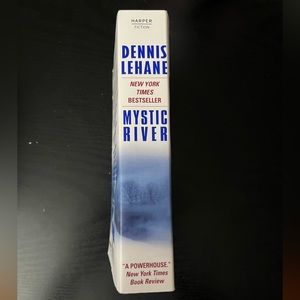 HARPER
FICTION
DENNIS
LEHANE
NEW YORK
TIMES
BESTSELLER
MYSTIC
RIVER
"A POWERHOUSE."
New York Times
Book Review